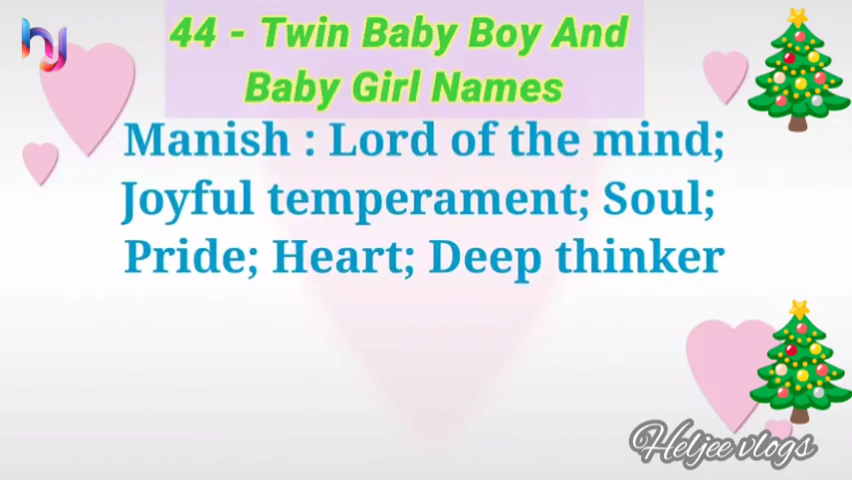 hj
44 - Twin Baby Boy And
Baby Girl Names
Manish : Lord of the mind;
Joyful temperament; Soul;
Pride; Heart; Deep thinker
Heljee vlogs